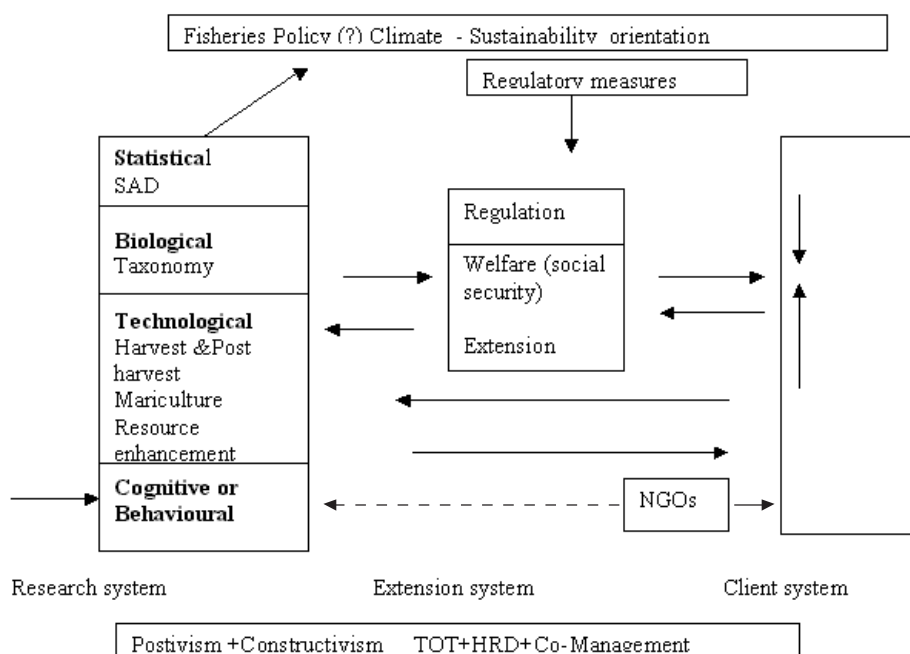 Fisheries Policy (?) Climate - Sustainability orientation
Regulatory measures
Statistical
SAD
Biological
Taxonomy
Technological
Harvest &Post
harvest
Mariculture
Resource
enhancement
Cognitive or
Behavioural
Regulation
Welfare (social
security)
Extension
NGOs
Research system
Extension system
Client system
Postivism +Constructivism TOT+HRD+Co-Management